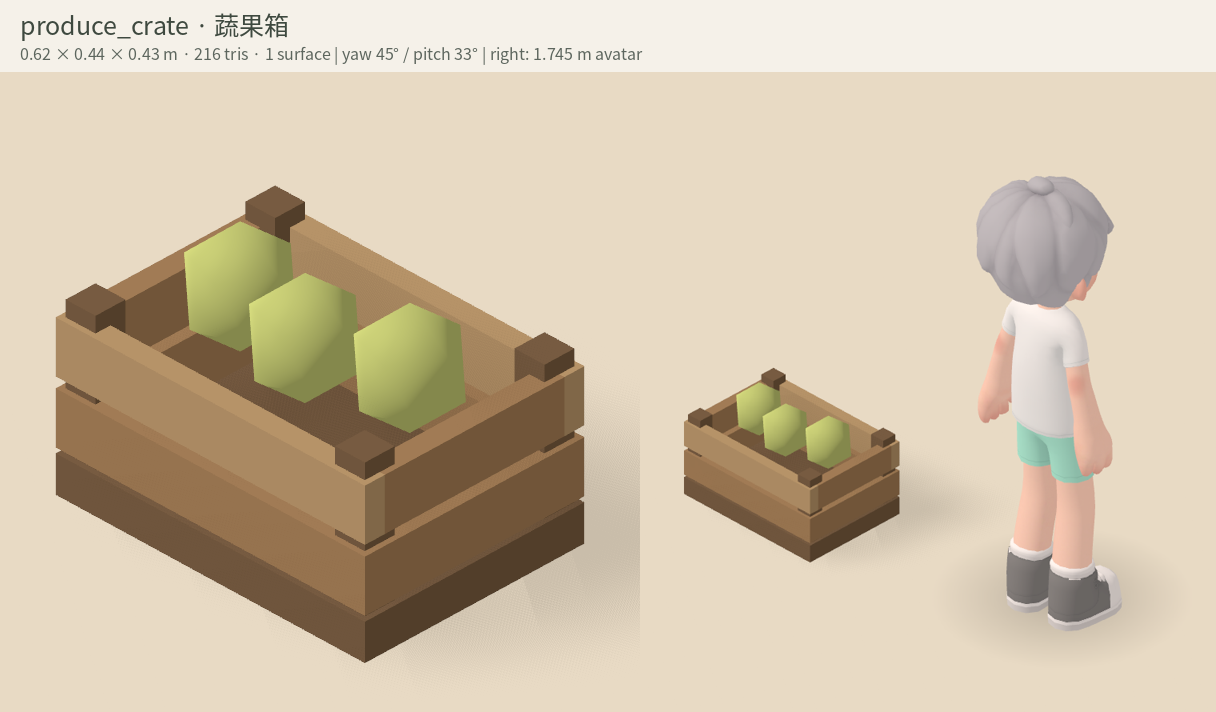 produce_crate · 蔬果箱
0.62 × 0.44 × 0.43 m · 216 tris · 1 surface | yaw 45° / pitch 33° | right: 1.745 m avatar